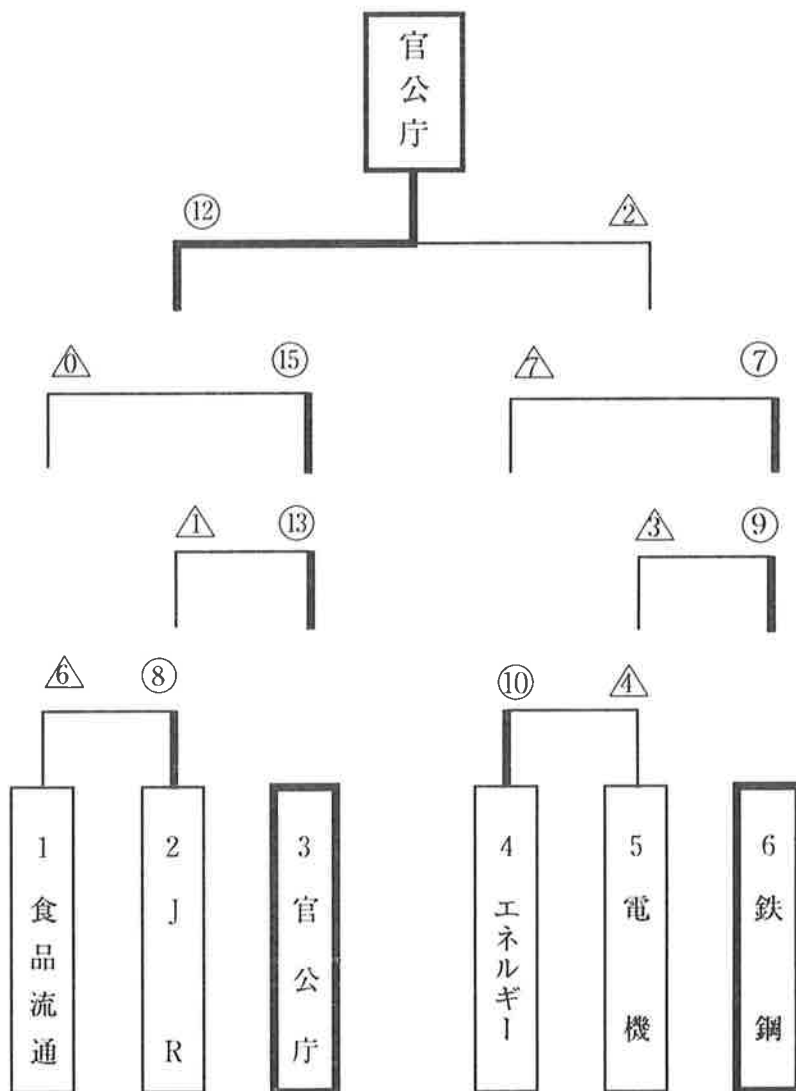 官公庁
⑫ 2
0 ⑮ 7 ⑦
1 ⑬ 3 ⑨
6 ⑧ ⑩ 4
1 食品流通
2 JR
3 官公庁
4 エネルギー
5 電機
6 鉄鋼